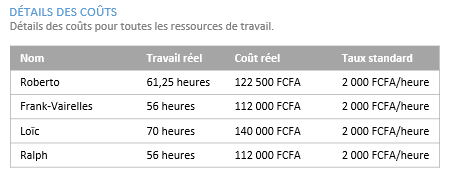 DÉTAILS DES COÛTS
Détails des coûts pour toutes les ressources de travail.
Nom Travail réel Coût réel Taux standard
Roberto 61,25 heures 122 500 FCFA 2 000 FCFA/heure
Frank-Vairelles 56 heures 112 000 FCFA 2 000 FCFA/heure
Loïc 70 heures 140 000 FCFA 2 000 FCFA/heure
Ralph 56 heures 112 000 FCFA 2 000 FCFA/heure